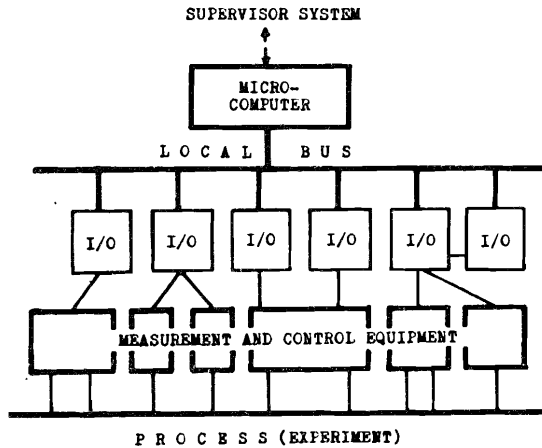 SUPERVISOR SYSTEM
MICRO-
COMPUTER
LOCAL BUS
I/O I/O I/O I/O I/O I/O
MEASUREMENT AND CONTROL EQUIPMENT
PROCESS (EXPERIMENT)